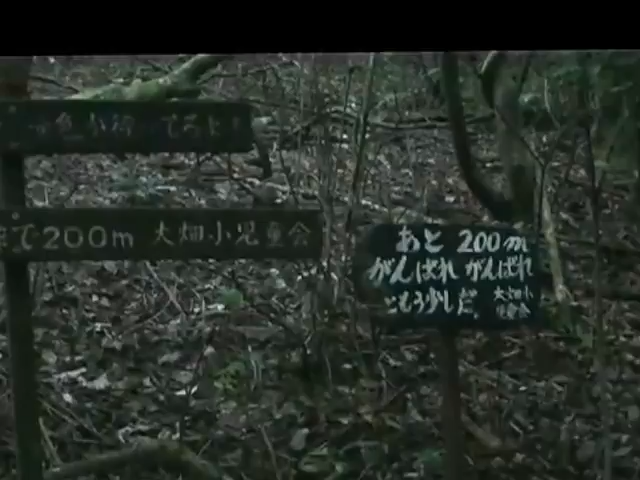 まで200m 大畑小児童会
あと 200m
がんばれ がんばれ
もう少しだ。
大畑小
児童会